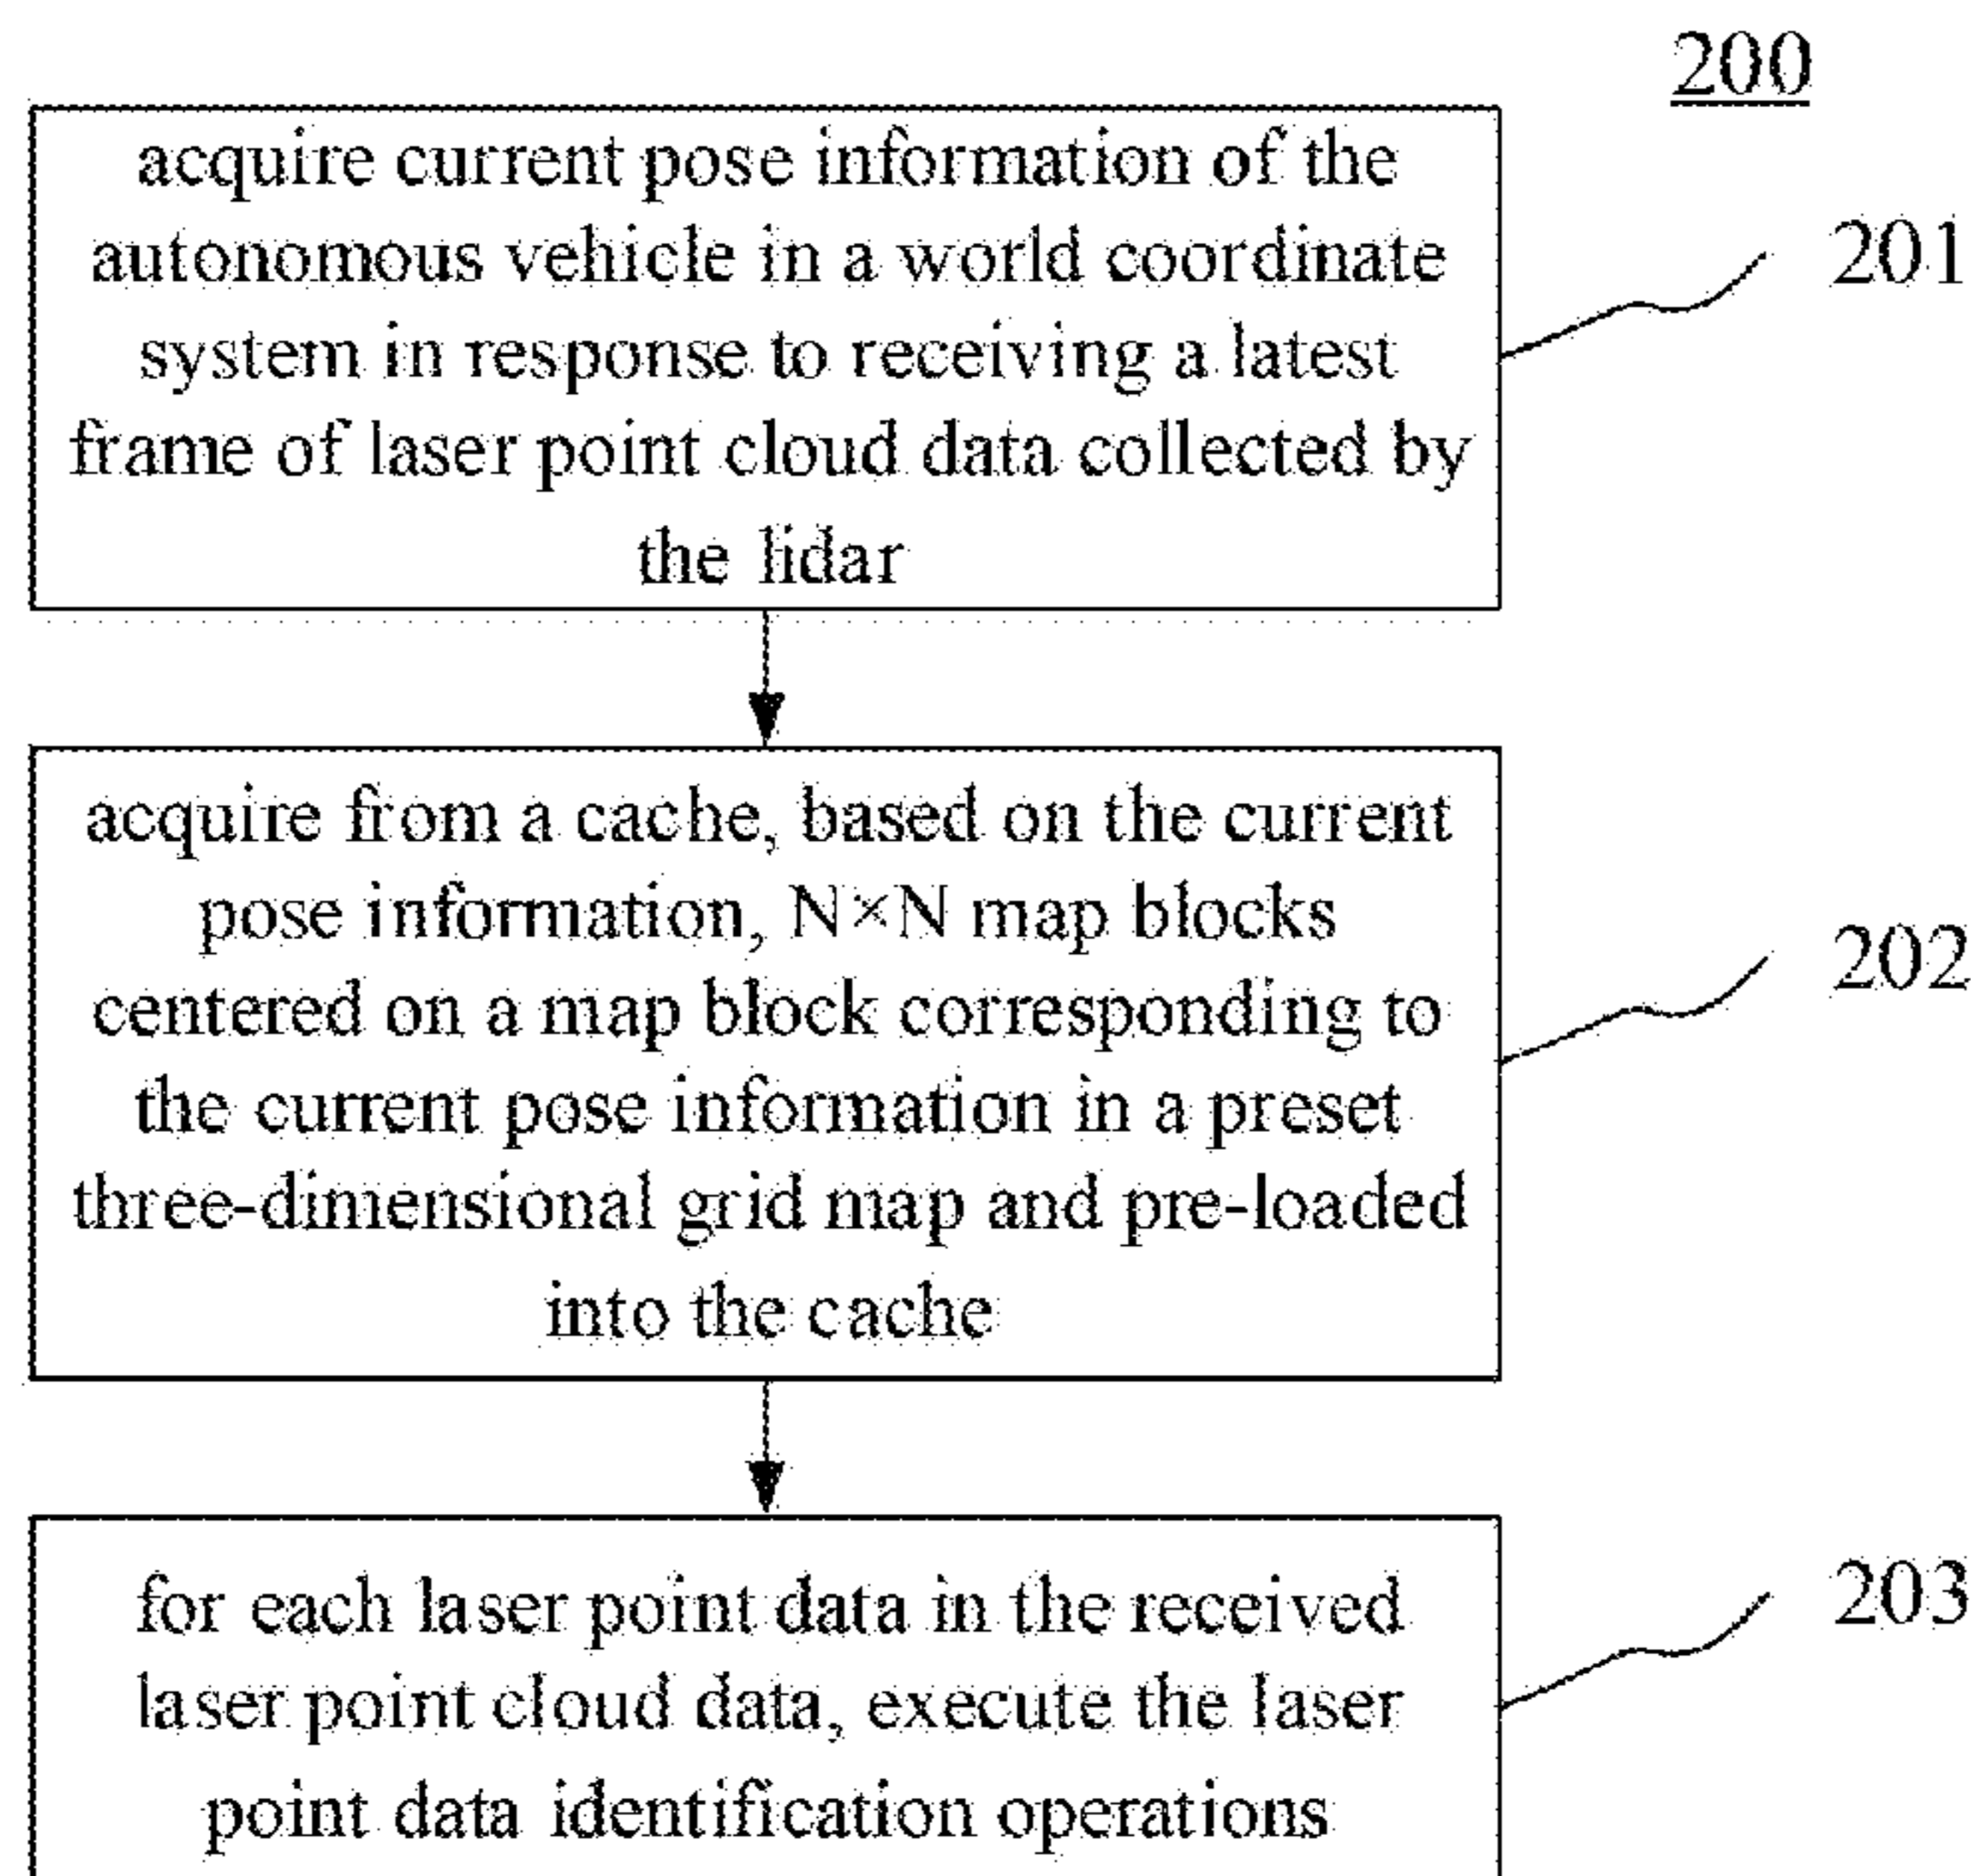 200
acquire current pose information of the
autonomous vehicle in a world coordinate
system in response to receiving a latest
frame of laser point cloud data collected by
the lidar
201
acquire from a cache, based on the current
pose information, N×N map blocks
centered on a map block corresponding to
the current pose information in a preset
three-dimensional grid map and pre-loaded
into the cache
202
for each laser point data in the received
laser point cloud data, execute the laser
point data identification operations
203